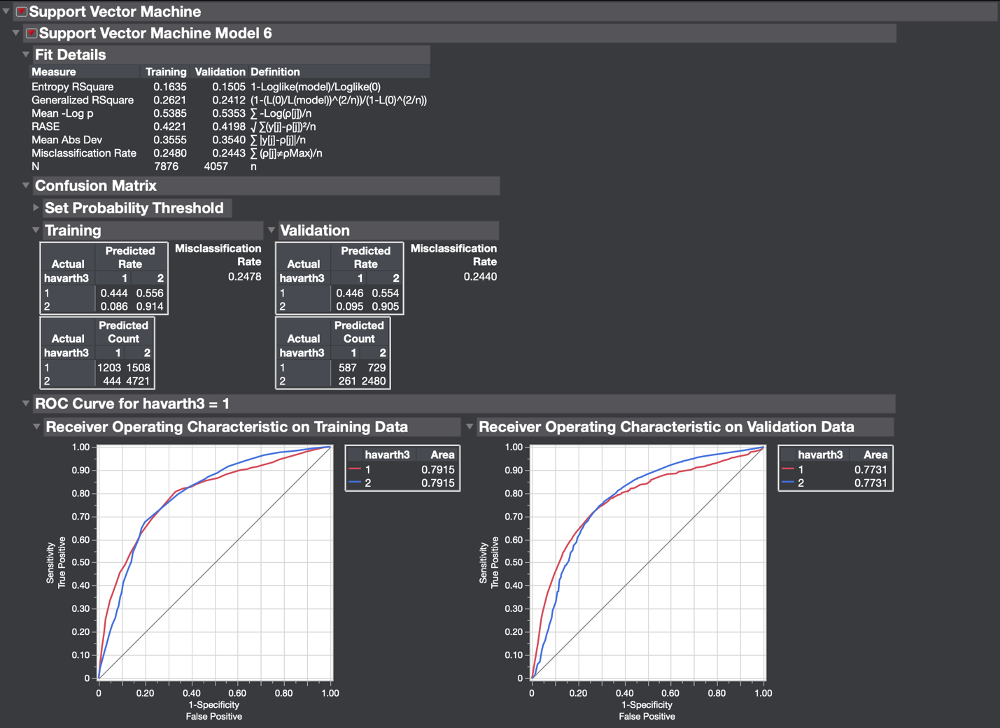 Support Vector Machine
Support Vector Machine Model 6
Fit Details
Measure Training Validation Definition
Entropy RSquare 0.1635 0.1505 1-Loglike(model)/Loglike(0)
Generalized RSquare 0.2621 0.2412 (1-(L(0)/L(model))^(2/n))/(1-L(0)^(2/n))
Mean -Log p 0.5385 0.5353 ∑ -Log(ρ[j])/n
RASE 0.4221 0.4198 √ ∑(y[j]-ρ[j])²/n
Mean Abs Dev 0.3555 0.3540 ∑ |y[j]-ρ[j]|/n
Misclassification Rate 0.2480 0.2443 ∑ (ρ[j]≠ρMax)/n
N 7876 4057 n
Confusion Matrix
Set Probability Threshold
Training
Predicted
Actual Rate
havarth3 1 2
1 0.444 0.556
2 0.086 0.914
Misclassification
Rate
0.2478
Predicted
Actual Count
havarth3 1 2
1 1203 1508
2 444 4721
Validation
Predicted
Actual Rate
havarth3 1 2
1 0.446 0.554
2 0.095 0.905
Misclassification
Rate
0.2440
Predicted
Actual Count
havarth3 1 2
1 587 729
2 261 2480
ROC Curve for havarth3 = 1
Receiver Operating Characteristic on Training Data
Sensitivity
True Positive
1.00
0.90
0.80
0.70
0.60
0.50
0.40
0.30
0.20
0.10
0
0 0.20 0.40 0.60 0.80 1.00
1-Specificity
False Positive
havarth3 Area
1 0.7915
2 0.7915
Receiver Operating Characteristic on Validation Data
Sensitivity
True Positive
1.00
0.90
0.80
0.70
0.60
0.50
0.40
0.30
0.20
0.10
0
0 0.20 0.40 0.60 0.80 1.00
1-Specificity
False Positive
havarth3 Area
1 0.7731
2 0.7731